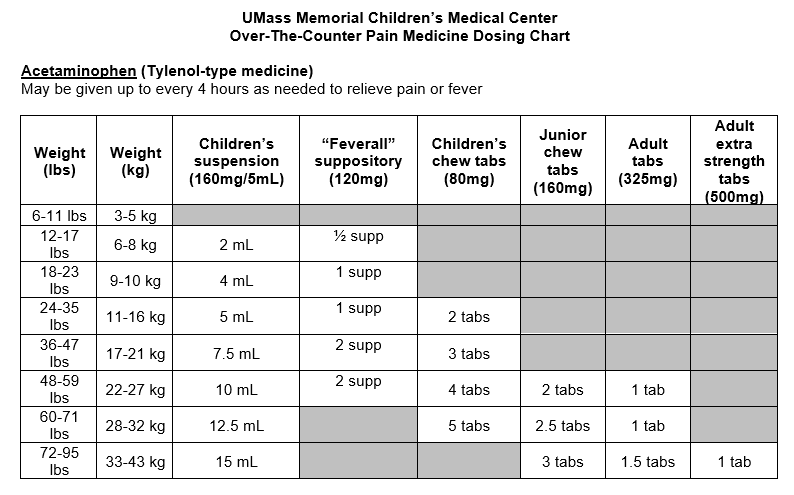 UMass Memorial Children's Medical Center
Over-The-Counter Pain Medicine Dosing Chart
Acetaminophen (Tylenol-type medicine)
May be given up to every 4 hours as needed to relieve pain or fever
Weight (lbs) Weight (kg) Children's suspension (160mg/5mL) "Feverall" suppository (120mg) Children's chew tabs (80mg) Junior chew tabs (160mg) Adult tabs (325mg) Adult extra strength tabs (500mg)
6-11 lbs 3-5 kg
12-17 lbs 6-8 kg 2 mL ½ supp
18-23 lbs 9-10 kg 4 mL 1 supp
24-35 lbs 11-16 kg 5 mL 1 supp 2 tabs
36-47 lbs 17-21 kg 7.5 mL 2 supp 3 tabs
48-59 lbs 22-27 kg 10 mL 2 supp 4 tabs 2 tabs 1 tab
60-71 lbs 28-32 kg 12.5 mL 5 tabs 2.5 tabs 1 tab
72-95 lbs 33-43 kg 15 mL 3 tabs 1.5 tabs 1 tab